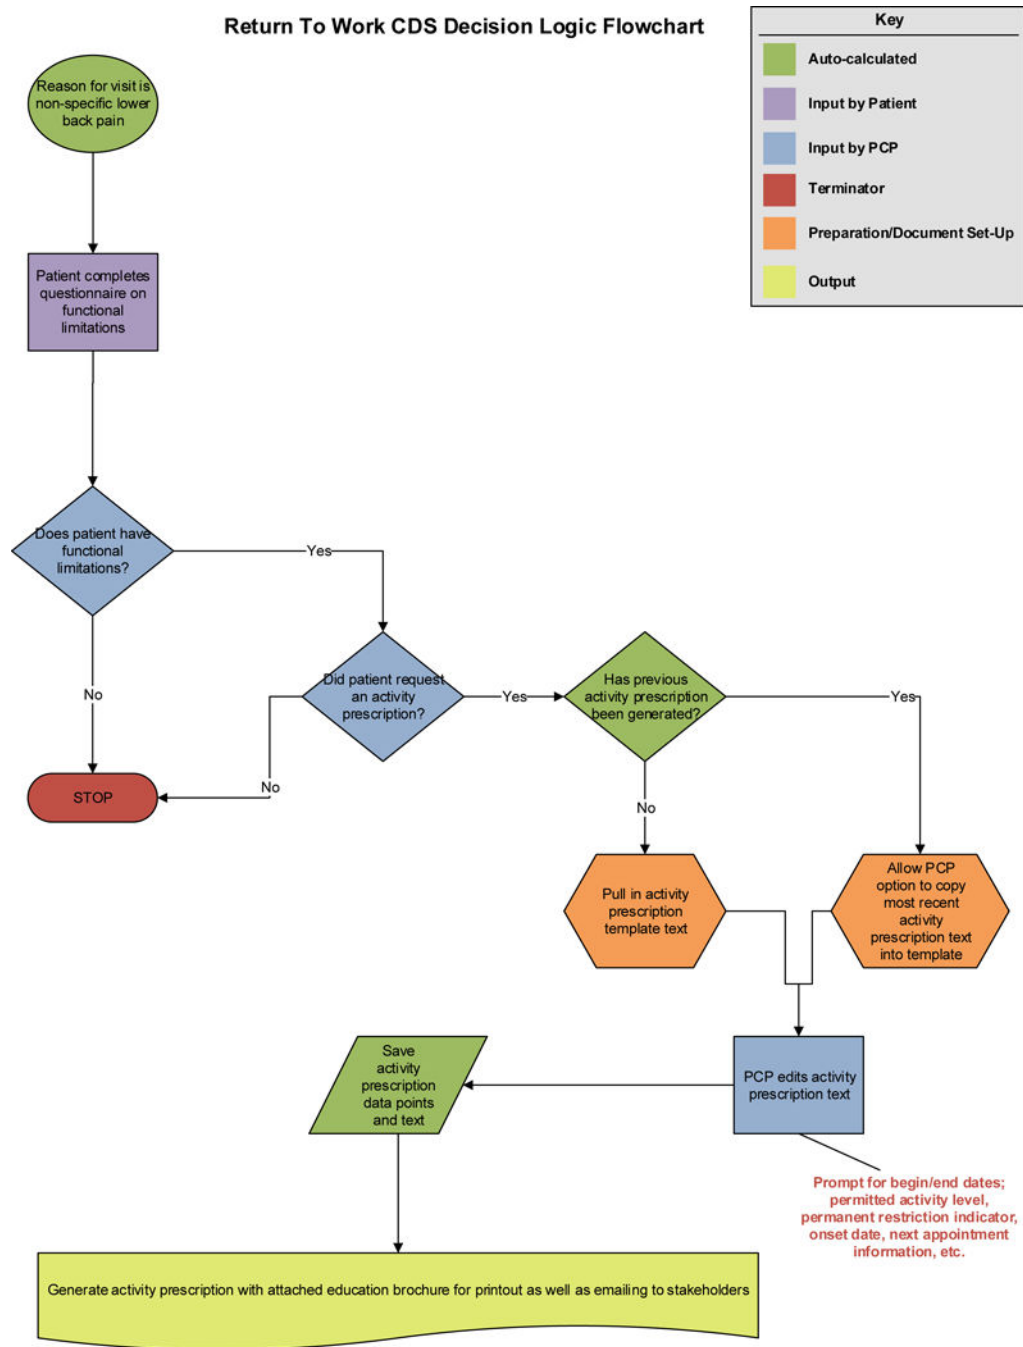 Return To Work CDS Decision Logic Flowchart
Key
Auto-calculated
Input by Patient
Input by PCP
Terminator
Preparation/Document Set-Up
Output
Reason for visit is
non-specific lower
back pain
Patient completes
questionnaire on
functional
limitations
Does patient have
functional
limitations?
Yes
No
Did patient request
an activity
prescription?
Yes
No
STOP
Has previous
activity prescription
been generated?
Yes
No
Pull in activity
prescription
template text
Allow PCP
option to copy
most recent
activity
prescription text
into template
PCP edits activity
prescription text
Prompt for begin/end dates;
permitted activity level,
permanent restriction indicator,
onset date, next appointment
information, etc.
Save
activity
prescription
data points
and text
Generate activity prescription with attached education brochure for printout as well as emailing to stakeholders